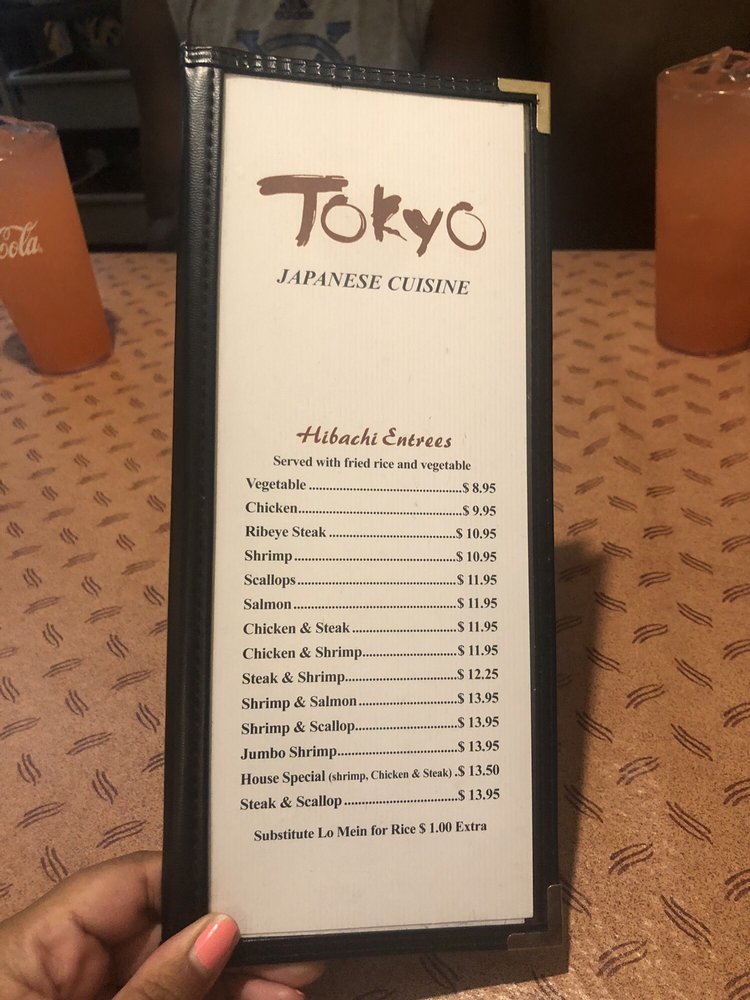 Tokyo
JAPANESE CUISINE
Hibachi Entrees
Served with fried rice and vegetable
Vegetable ..........................................$ 8.95
Chicken.............................................$ 9.95
Ribeye Steak ...................................$ 10.95
Shrimp.............................................$ 10.95
Scallops............................................$ 11.95
Salmon .............................................$ 11.95
Chicken & Steak .............................$ 11.95
Chicken & Shrimp..........................$ 11.95
Steak & Shrimp...............................$ 12.25
Shrimp & Salmon ...........................$ 13.95
Shrimp & Scallop............................$ 13.95
Jumbo Shrimp.................................$ 13.95
House Special (shrimp, Chicken & Steak) .$ 13.50
Steak & Scallop ...............................$ 13.95
Substitute Lo Mein for Rice $ 1.00 Extra
Cola